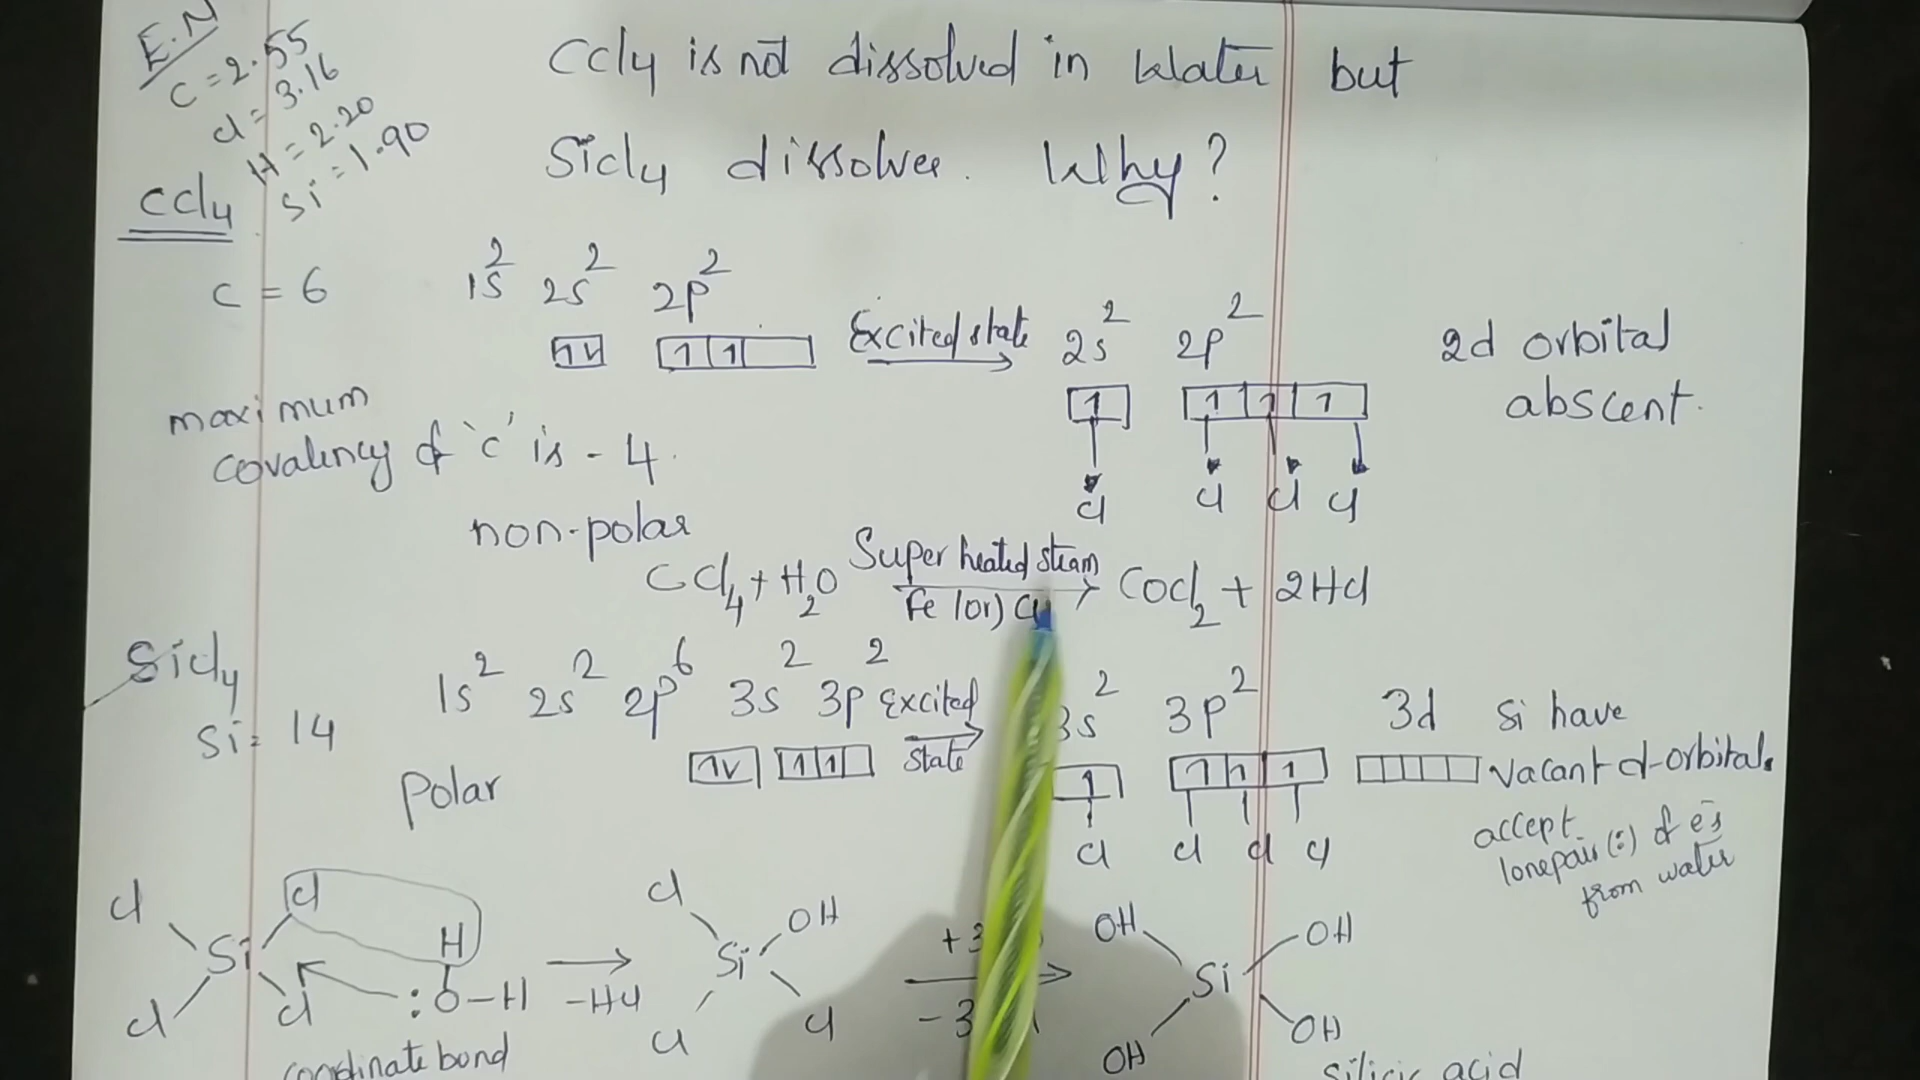 E.N
C = 2.55
Cl = 3.16
H = 2.20
Si = 1.90
CCl4 is not dissolved in water but
SiCl4 dissolves. Why?
CCl4
C = 6 1s² 2s² 2p² Excited state 2s² 2p² 2d orbital
abscent.
maximum
covalency of 'C' is - 4.
Cl Cl Cl Cl
non-polar
CCl4 + H2O Super heated steam Fe (or) Cu COCl2 + 2HCl
SiCl4
Si = 14 1s² 2s² 2p⁶ 3s² 3p² Excited state 3s² 3p² 3d Si have
vacant d-orbitals
accept
lonepair (:) of es
from water
Polar
Cl Cl Cl Cl
Cl Cl Si Cl Cl H :O-H -HCl Cl OH Si Cl Cl +3 -3 OH OH Si OH OH
coordinate bond silicic acid